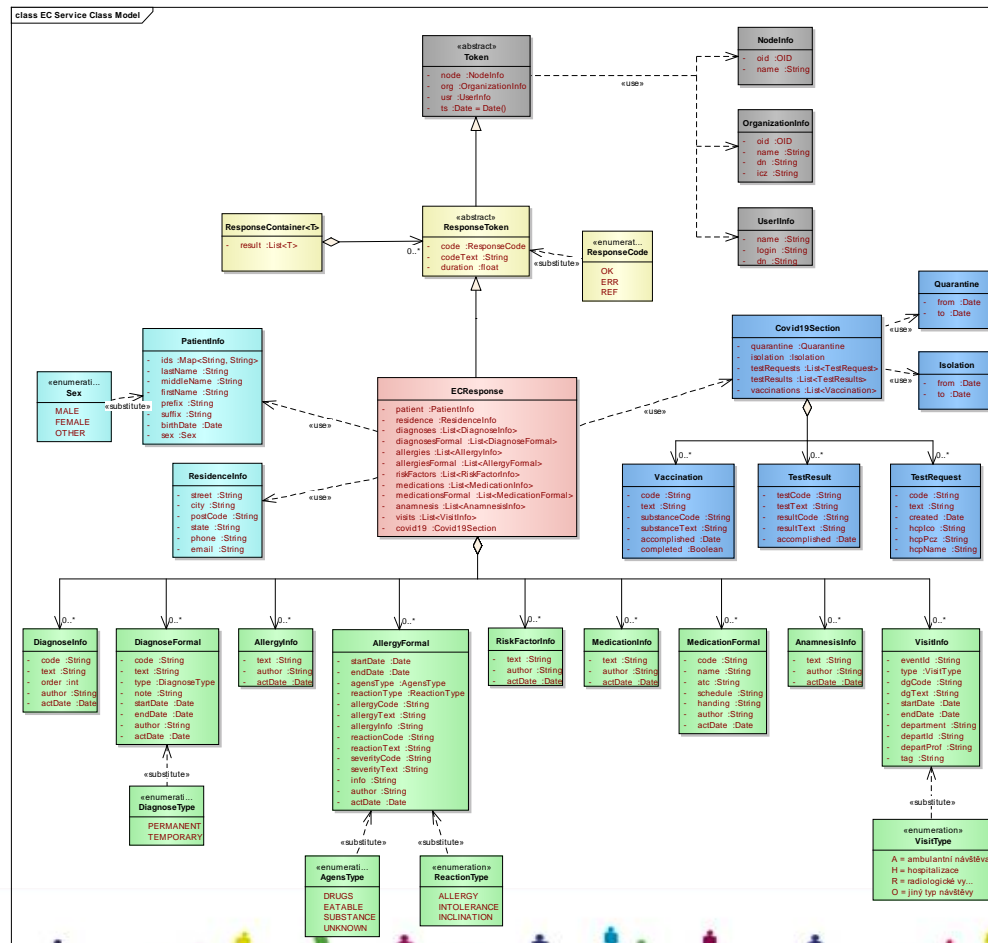 class EC Service Class Model
«abstract»
Token
- node :NodeInfo
- org :OrganizationInfo
- usr :UserInfo
- ts :Date = Date()
«use»
NodeInfo
- oid :OID
- name :String
OrganizationInfo
- oid :OID
- name :String
- dn :String
- icz :String
UserIInfo
- name :String
- login :String
- dn :String
ResponseContainer<T>
- result :List<T>
0..*
«abstract»
ResponseToken
- code :ResponseCode
- codeText :String
- duration :float
«substitute»
«enumerat...
ResponseCode
OK
ERR
REF
PatientInfo
- ids :Map<String, String>
- lastName :String
- middleName :String
- firstName :String
- prefix :String
- suffix :String
- birthDate :Date
- sex :Sex
«enumerati...
Sex
MALE
FEMALE
OTHER
«substitute»
«use»
ResidenceInfo
- street :String
- city :String
- postCode :String
- state :String
- phone :String
- email :String
«use»
ECResponse
- patient :PatientInfo
- residence :ResidenceInfo
- diagnoses :List<DiagnoseInfo>
- diagnosesFormal :List<DiagnoseFormal>
- allergies :List<AllergyInfo>
- allergiesFormal :List<AllergyFormal>
- riskFactors :List<RiskFactorInfo>
- medications :List<MedicationInfo>
- medicationsFormal :List<MedicationFormal>
- anamnesis :List<AnamnesisInfo>
- visits :List<VisitInfo>
- covid19 :Covid19Section
«use»
Covid19Section
- quarantine :Quarantine
- isolation :Isolation
- testRequests :List<TestRequest>
- testResults :List<TestResults>
- vaccinations :List<Vaccination>
«use»
Quarantine
- from :Date
- to :Date
«use»
Isolation
- from :Date
- to :Date
0..*
0..*
0..*
Vaccination
- code :String
- text :String
- substanceCode :String
- substanceText :String
- accomplished :Date
- completed :Boolean
TestResult
- testCode :String
- testText :String
- resultCode :String
- resultText :String
- accomplished :Date
TestRequest
- code :String
- text :String
- created :Date
- hcpIco :String
- hcpPcz :String
- hcpName :String
0..*
0..*
0..*
0..*
0..*
0..*
0..*
0..*
0..*
DiagnoseInfo
- code :String
- text :String
- order :int
- author :String
- actDate :Date
DiagnoseFormal
- code :String
- text :String
- type :DiagnoseType
- note :String
- startDate :Date
- endDate :Date
- author :String
- actDate :Date
AllergyInfo
- text :String
- author :String
- actDate :Date
AllergyFormal
- startDate :Date
- endDate :Date
- agensType :AgensType
- reactionType :ReactionType
- allergyCode :String
- allergyText :String
- allergyInfo :String
- reactionCode :String
- reactionText :String
- severityCode :String
- severityText :String
- info :String
- author :String
- actDate :Date
RiskFactorInfo
- text :String
- author :String
- actDate :Date
MedicationInfo
- text :String
- author :String
- actDate :Date
MedicationFormal
- code :String
- name :String
- atc :String
- schedule :String
- handing :String
- author :String
- actDate :Date
AnamnesisInfo
- text :String
- author :String
- actDate :Date
VisitInfo
- eventId :String
- type :VisitType
- dgCode :String
- dgText :String
- startDate :Date
- endDate :Date
- department :String
- departId :String
- departProf :String
- tag :String
«substitute»
«enumerati...
DiagnoseType
PERMANENT
TEMPORARY
«substitute»
«enumerati...
AgensType
DRUGS
EATABLE
SUBSTANCE
UNKNOWN
«substitute»
«enumeration»
ReactionType
ALLERGY
INTOLERANCE
INCLINATION
«substitute»
«enumeration»
VisitType
A = ambulantní návštěva
H = hospitalizace
R = radiologické vy...
O = jiný typ návštěvy